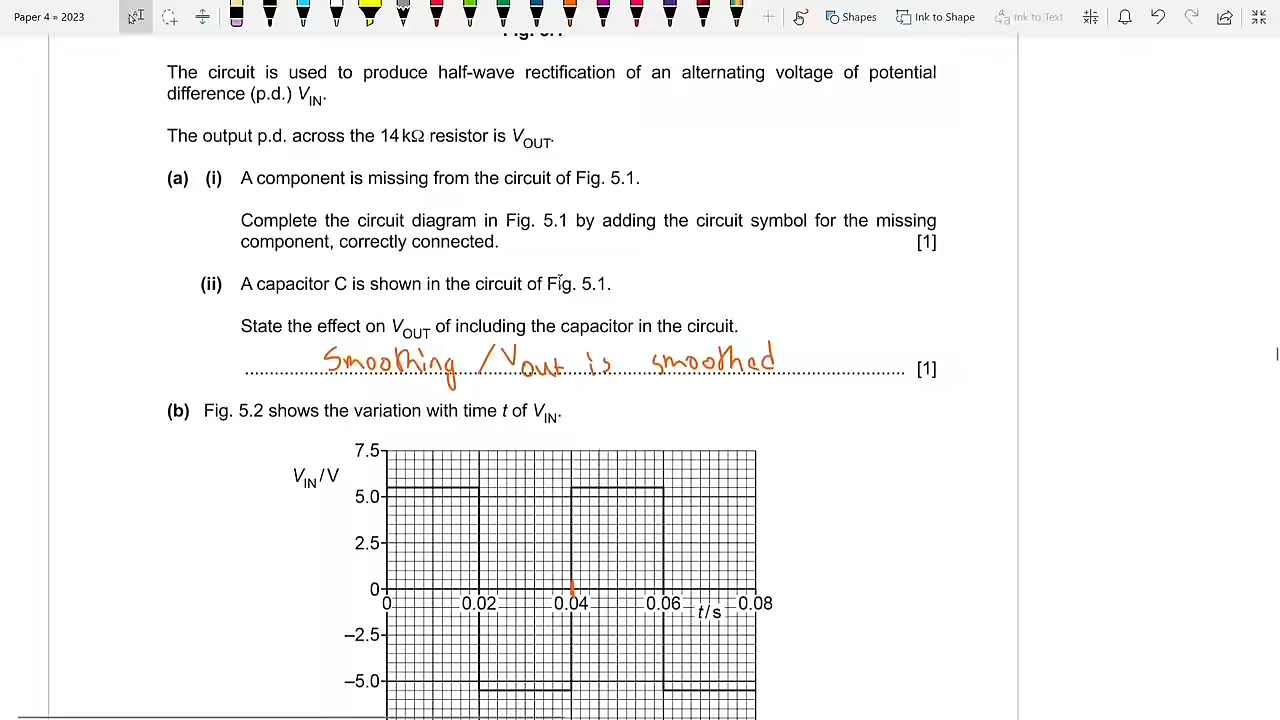 Paper 4 » 2023
Shapes
Ink to Shape
Ink to Text
The circuit is used to produce half-wave rectification of an alternating voltage of potential
difference (p.d.) VIN.
The output p.d. across the 14 kΩ resistor is VOUT.
(a) (i) A component is missing from the circuit of Fig. 5.1.
Complete the circuit diagram in Fig. 5.1 by adding the circuit symbol for the missing
component, correctly connected. [1]
(ii) A capacitor C is shown in the circuit of Fig. 5.1.
State the effect on VOUT of including the capacitor in the circuit.
Smoothing / Vout is smoothed
.................................................. [1]
(b) Fig. 5.2 shows the variation with time t of VIN.
7.5
VIN / V
5.0
2.5
0
0 0.02 0.04 0.06 0.08
t / s
–2.5
–5.0